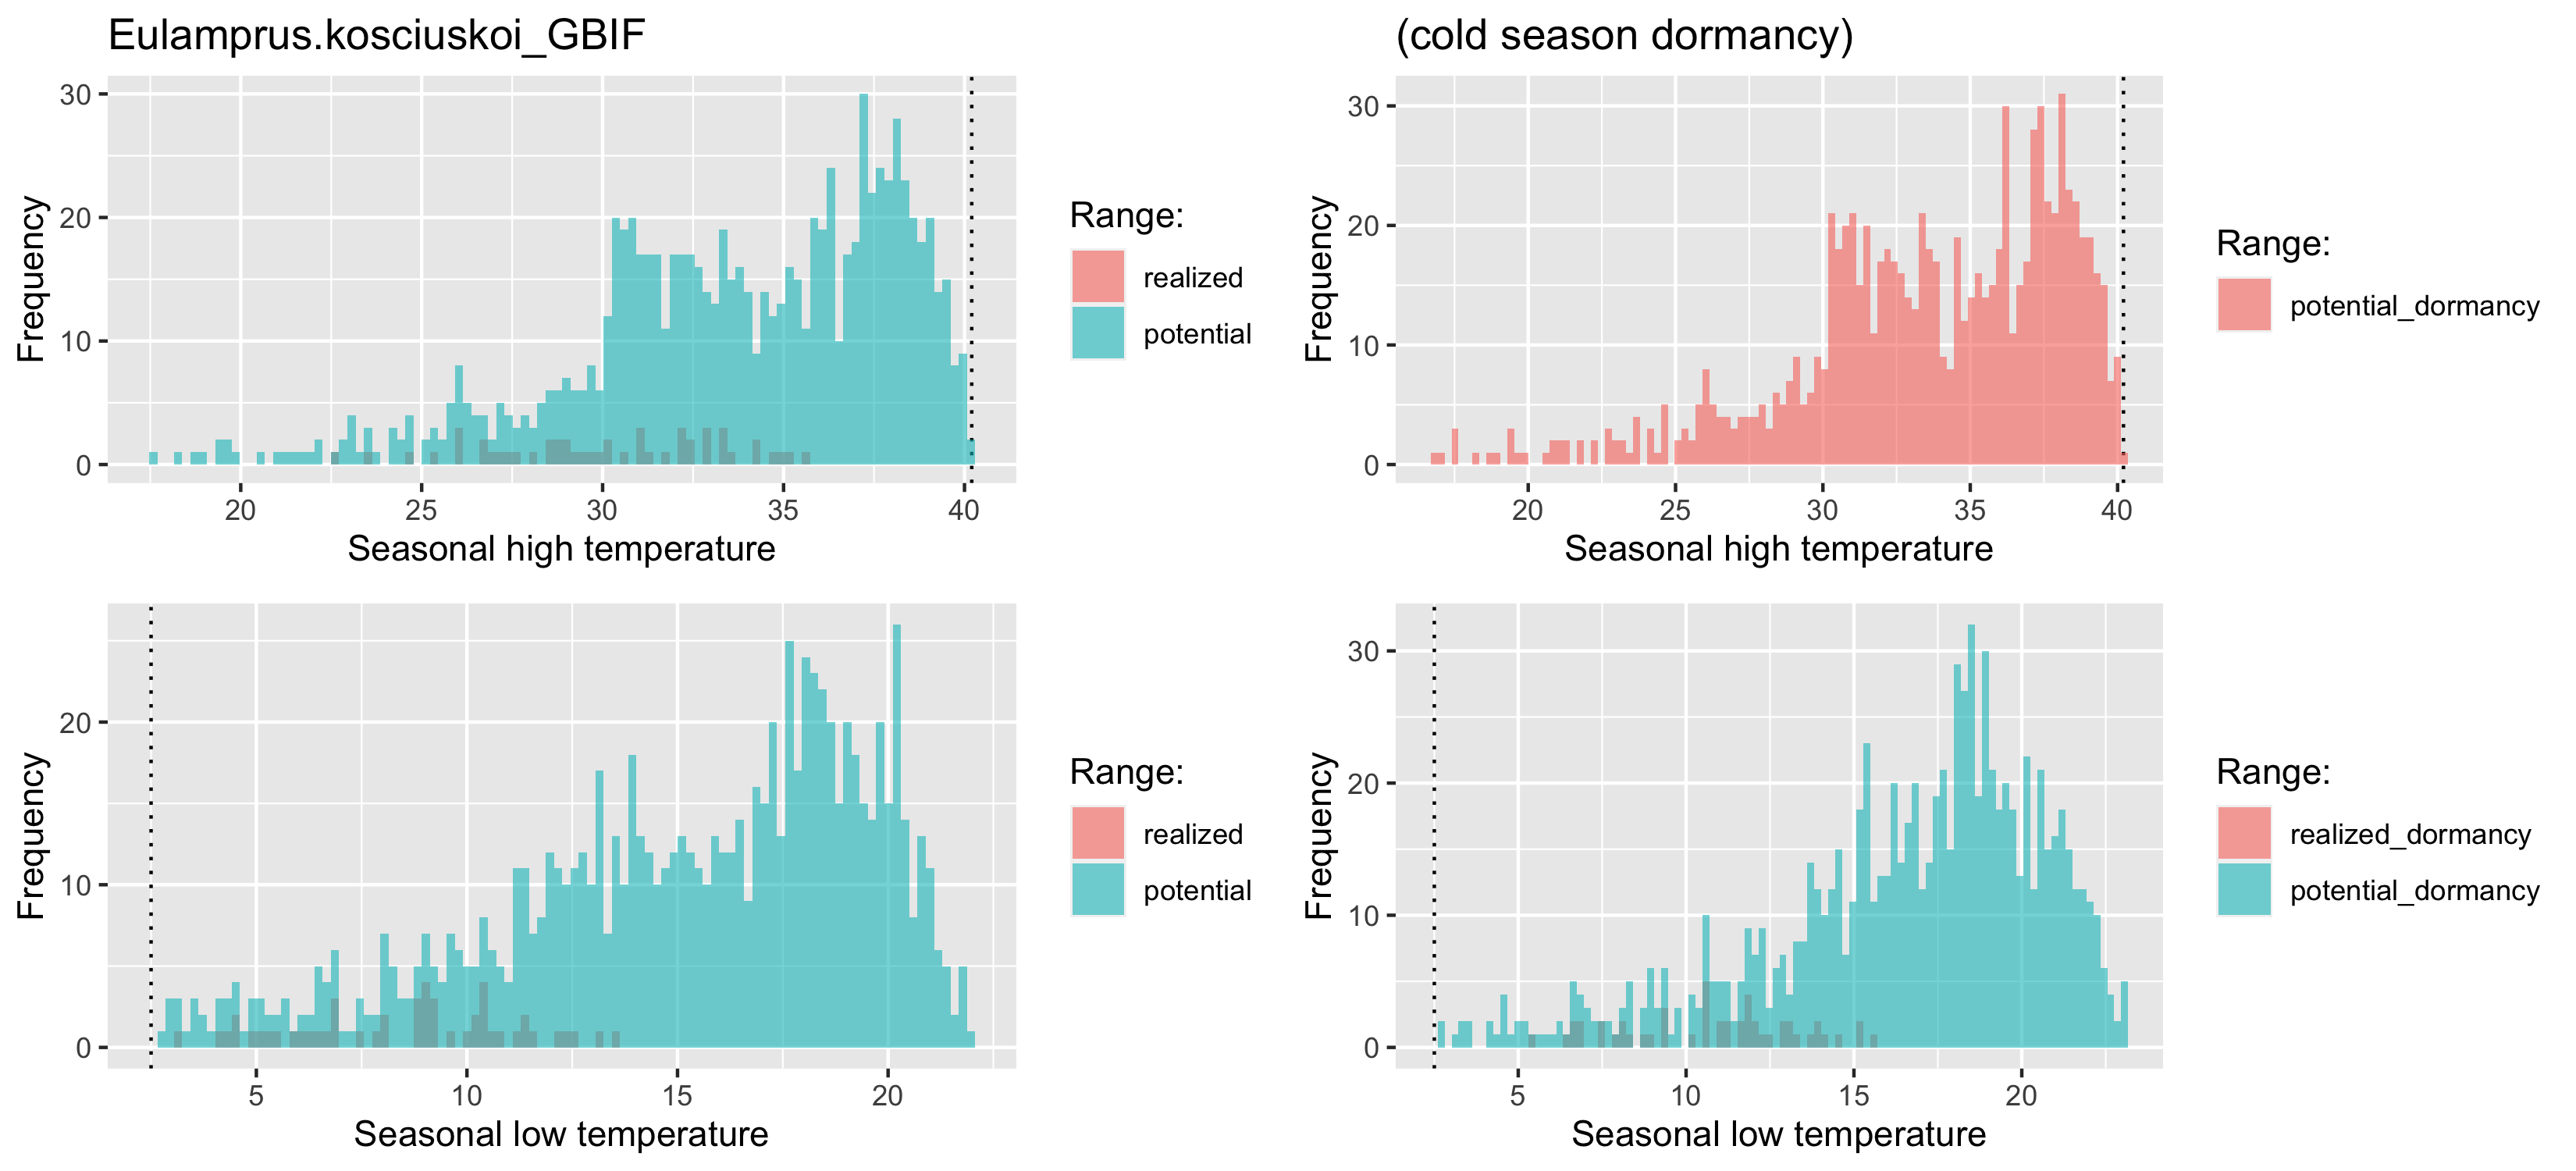 Eulamprus.kosciuskoi_GBIF
30
20
10
0
Frequency
20 25 30 35 40
Seasonal high temperature
Range:
realized
potential
(cold season dormancy)
30
20
10
0
Frequency
20 25 30 35 40
Seasonal high temperature
Range:
potential_dormancy
20
10
0
Frequency
5 10 15 20
Seasonal low temperature
Range:
realized
potential
30
20
10
0
Frequency
5 10 15 20
Seasonal low temperature
Range:
realized_dormancy
potential_dormancy